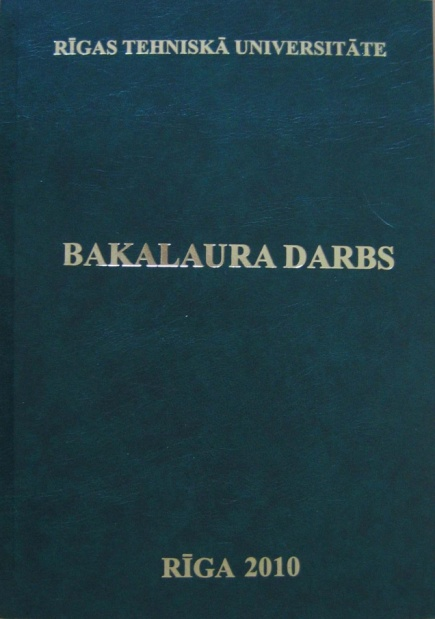 RĪGAS TEHNISKĀ UNIVERSITĀTE
BAKALAURA DARBS
RĪGA 2010